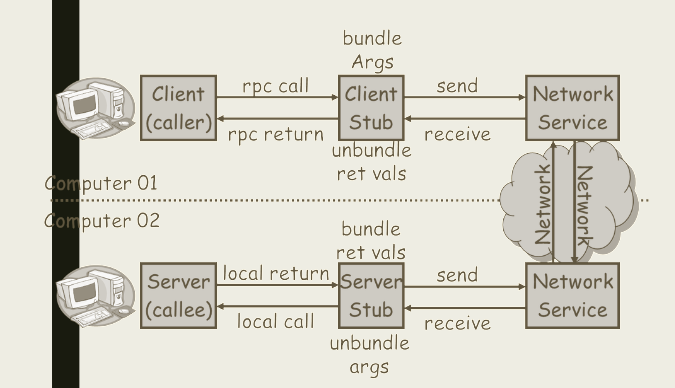 bundle
Args
Client
(caller)
rpc call
rpc return
Client
Stub
send
receive
Network
Service
unbundle
ret vals
Computer 01
Network
Network
Computer 02
bundle
ret vals
Server
(callee)
local return
local call
Server
Stub
send
receive
Network
Service
unbundle
args